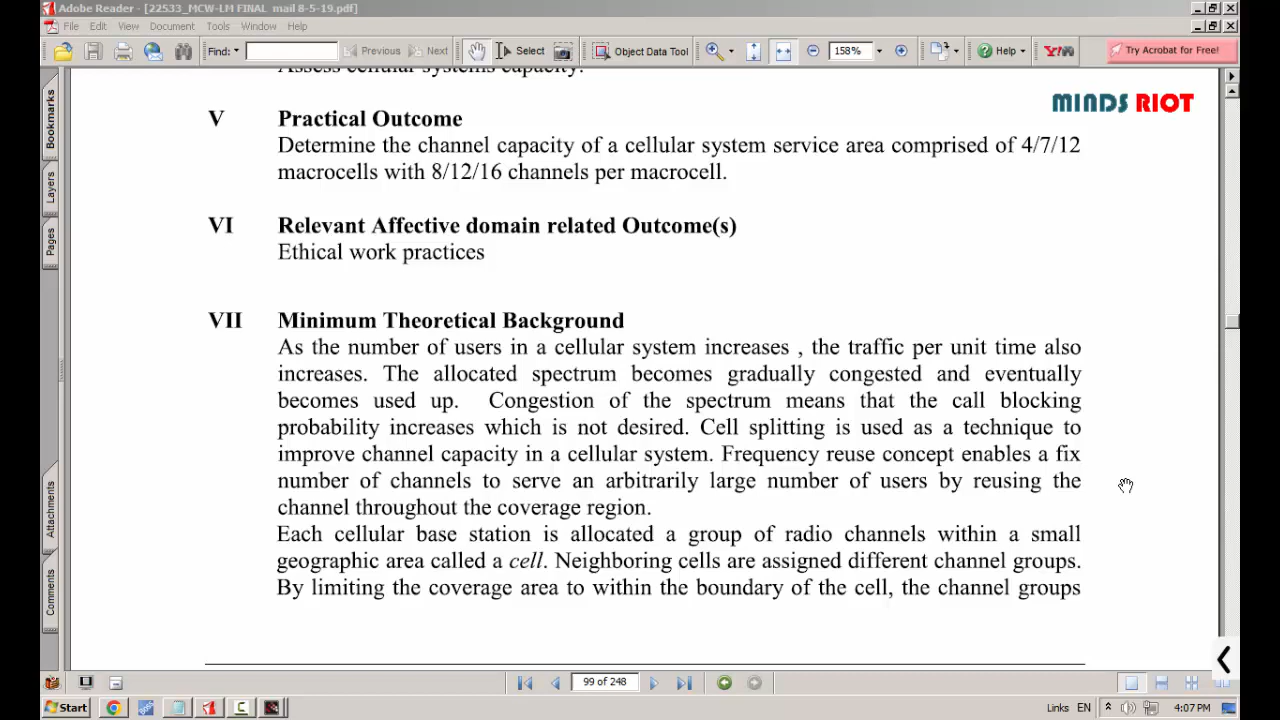 Adobe Reader - [22533_MCW-LM FINAL mail 8-5-19.pdf]
File Edit View Document Tools Window Help
Find: Previous Next Select Object Data Tool 158% Help Y! Try Acrobat for Free!
Assess cellular systems capacity.
MINDS RIOT
V Practical Outcome
Determine the channel capacity of a cellular system service area comprised of 4/7/12
macrocells with 8/12/16 channels per macrocell.
VI Relevant Affective domain related Outcome(s)
Ethical work practices
VII Minimum Theoretical Background
As the number of users in a cellular system increases , the traffic per unit time also
increases. The allocated spectrum becomes gradually congested and eventually
becomes used up. Congestion of the spectrum means that the call blocking
probability increases which is not desired. Cell splitting is used as a technique to
improve channel capacity in a cellular system. Frequency reuse concept enables a fix
number of channels to serve an arbitrarily large number of users by reusing the
channel throughout the coverage region.
Each cellular base station is allocated a group of radio channels within a small
geographic area called a cell. Neighboring cells are assigned different channel groups.
By limiting the coverage area to within the boundary of the cell, the channel groups
Bookmarks
Layers
Pages
Attachments
Comments
99 of 248
Start Links EN 4:07 PM